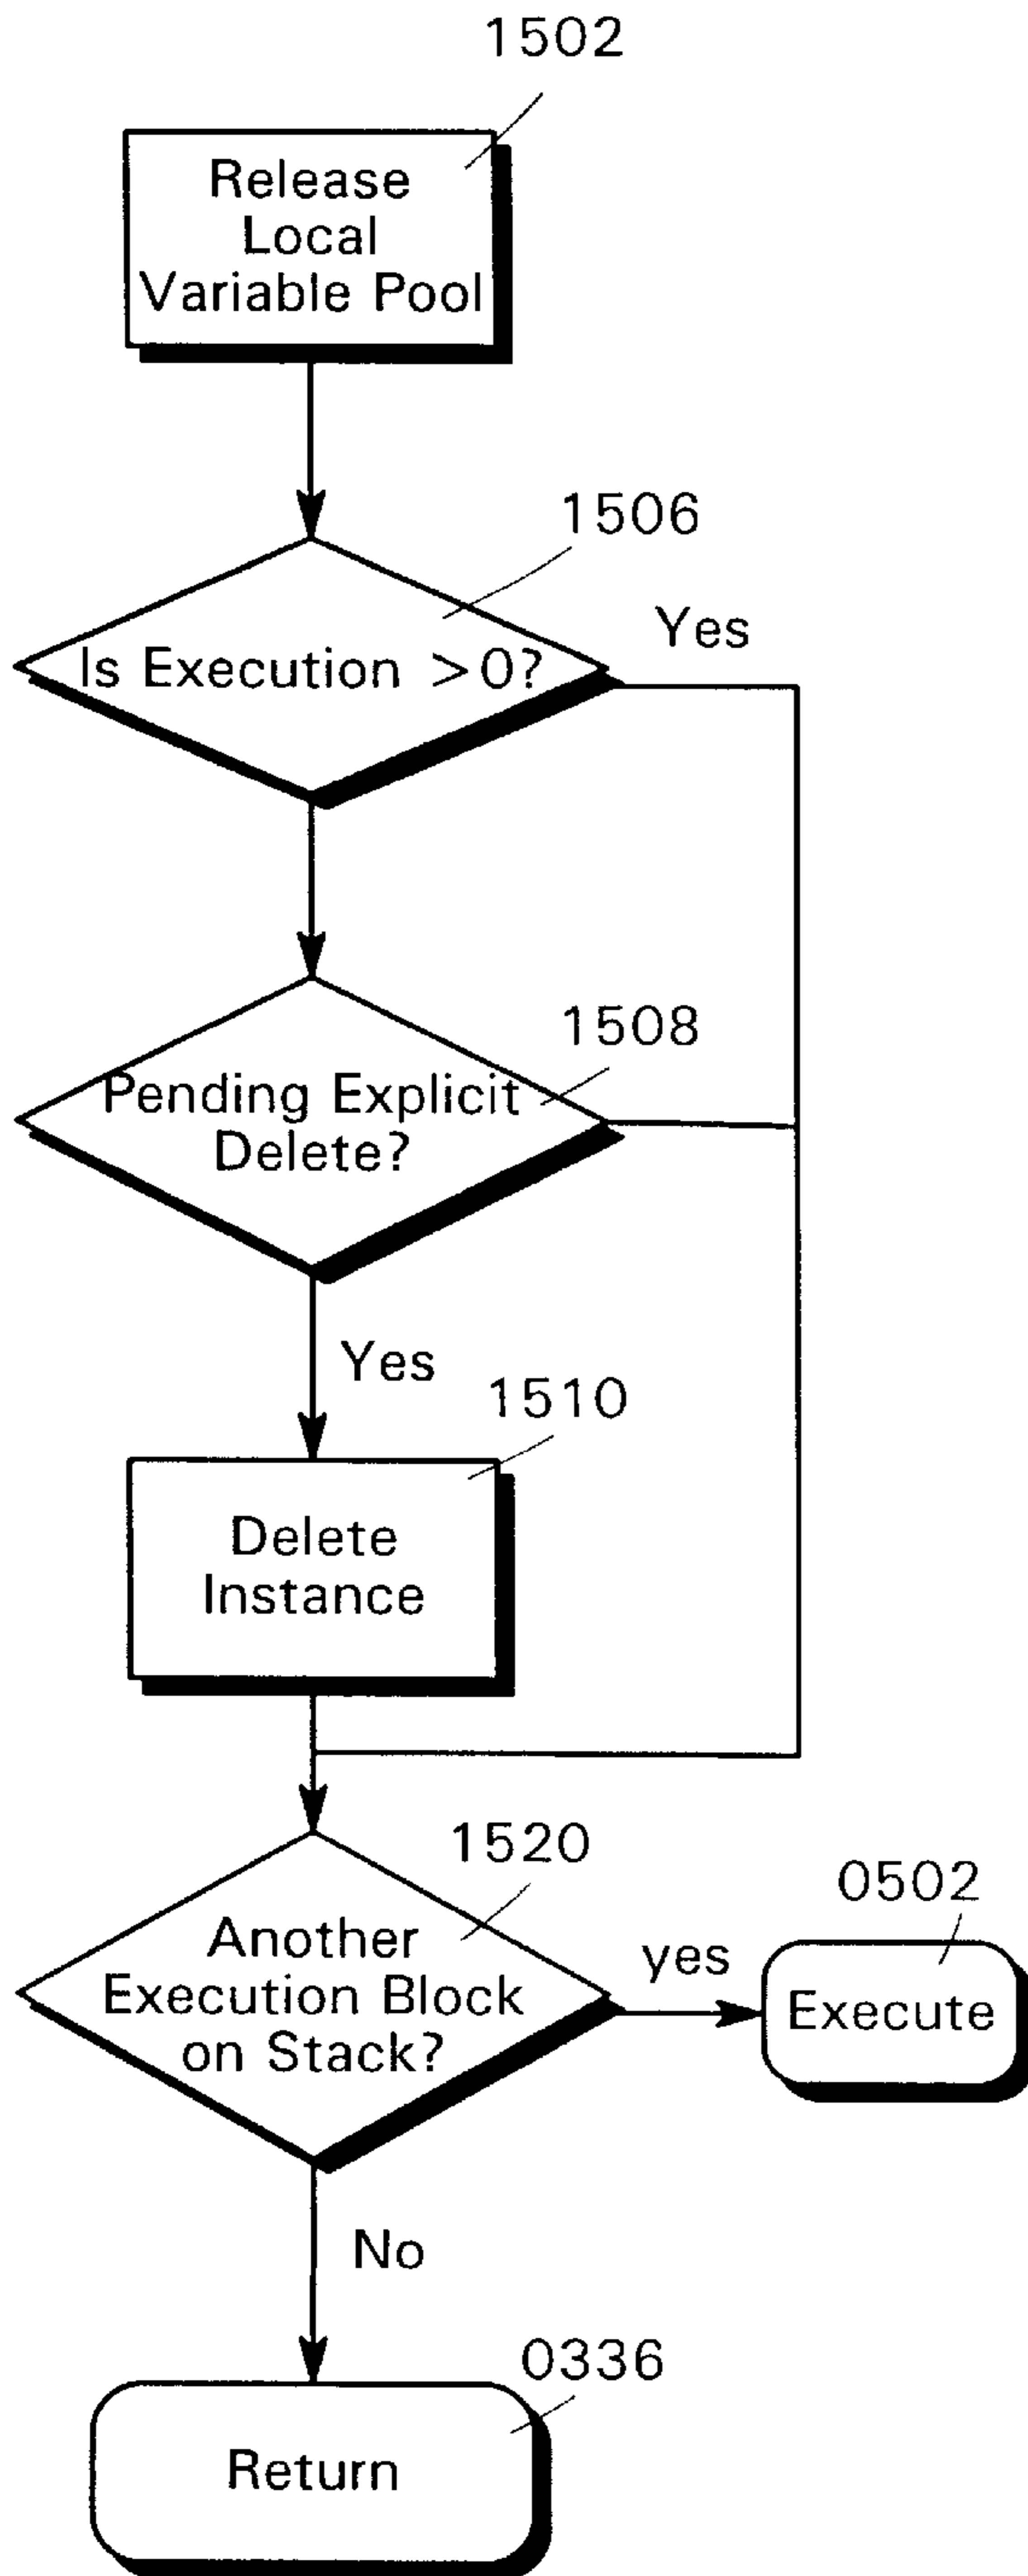 1502
Release
Local
Variable Pool
1506
Yes
Is Execution >0?
1508
Pending Explicit
Delete?
Yes
1510
Delete
Instance
1520
0502
Another
yes
Execution Block
Execute
on Stack?
No
0336
Return